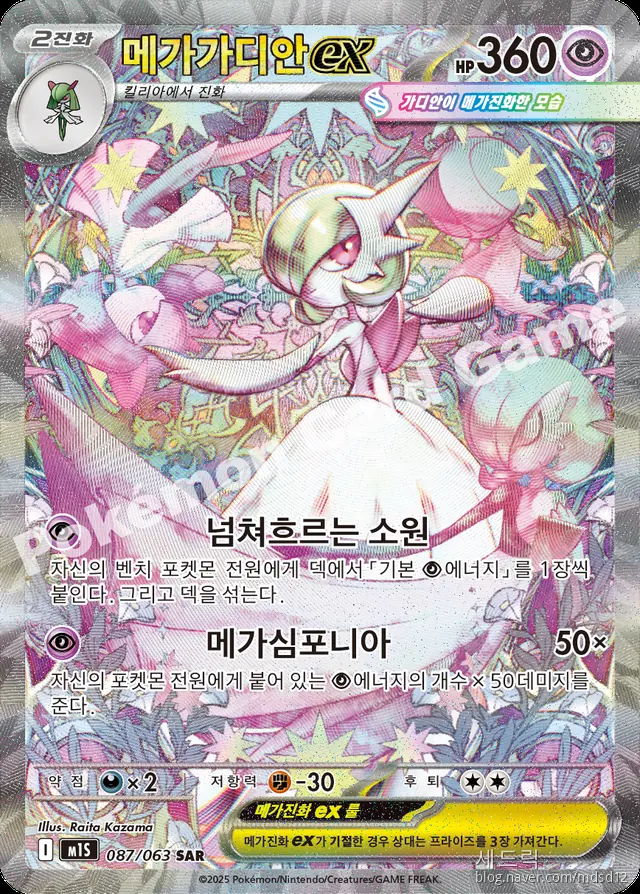 2진화
메가가디안ex
HP360
킬리아에서 진화
가디안이 메가진화한 모습
Pokémon Card Game
넘쳐흐르는 소원
자신의 벤치 포켓몬 전원에게 덱에서 「기본 에너지」를 1장씩
붙인다. 그리고 덱을 섞는다.
메가심포니아 50×
자신의 포켓몬 전원에게 붙어 있는 에너지의 개수×50데미지를
준다.
약점 ×2 저항력 -30 후퇴
메가진화 ex 룰
메가진화 ex가 기절한 경우 상대는 프라이즈를 3장 가져간다.
Illus. Raita Kazama
I M1S 087/063 SAR
©2025 Pokémon/Nintendo/Creatures/GAME FREAK.
세드릭
blog.naver.com/mdsd12